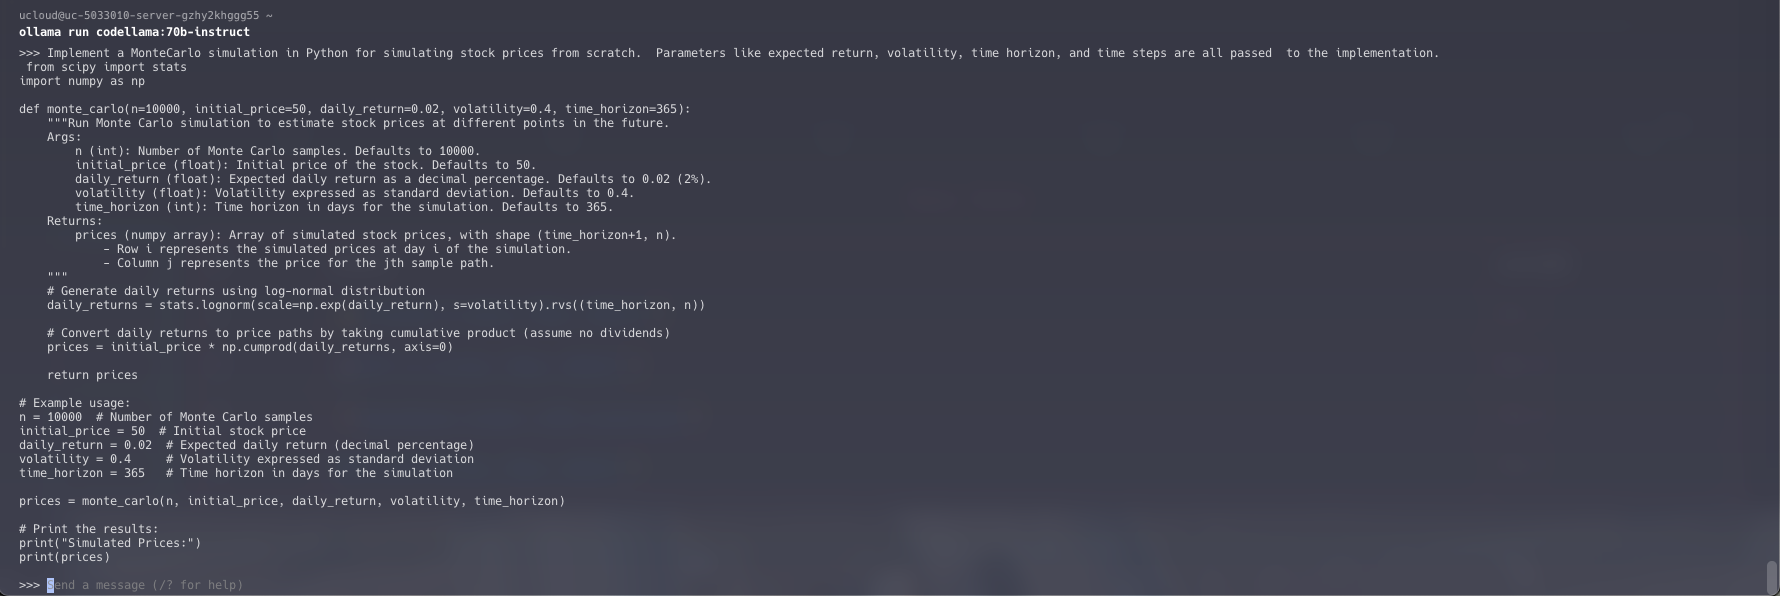 ucloud@uc-5033010-server-gzhy2khggg55 ~
ollama run codellama:70b-instruct
>>> Implement a MonteCarlo simulation in Python for simulating stock prices from scratch.  Parameters like expected return, volatility, time horizon, and time steps are all passed  to the implementation.
 from scipy import stats
import numpy as np

def monte_carlo(n=10000, initial_price=50, daily_return=0.02, volatility=0.4, time_horizon=365):
    """Run Monte Carlo simulation to estimate stock prices at different points in the future.
    Args:
        n (int): Number of Monte Carlo samples. Defaults to 10000.
        initial_price (float): Initial price of the stock. Defaults to 50.
        daily_return (float): Expected daily return as a decimal percentage. Defaults to 0.02 (2%).
        volatility (float): Volatility expressed as standard deviation. Defaults to 0.4.
        time_horizon (int): Time horizon in days for the simulation. Defaults to 365.
    Returns:
        prices (numpy array): Array of simulated stock prices, with shape (time_horizon+1, n).
            - Row i represents the simulated prices at day i of the simulation.
            - Column j represents the price for the jth sample path.
    """
    # Generate daily returns using log-normal distribution
    daily_returns = stats.lognorm(scale=np.exp(daily_return), s=volatility).rvs((time_horizon, n))

    # Convert daily returns to price paths by taking cumulative product (assume no dividends)
    prices = initial_price * np.cumprod(daily_returns, axis=0)

    return prices

# Example usage:
n = 10000  # Number of Monte Carlo samples
initial_price = 50  # Initial stock price
daily_return = 0.02  # Expected daily return (decimal percentage)
volatility = 0.4     # Volatility expressed as standard deviation
time_horizon = 365   # Time horizon in days for the simulation

prices = monte_carlo(n, initial_price, daily_return, volatility, time_horizon)

# Print the results:
print("Simulated Prices:")
print(prices)

>>> Send a message (/? for help)